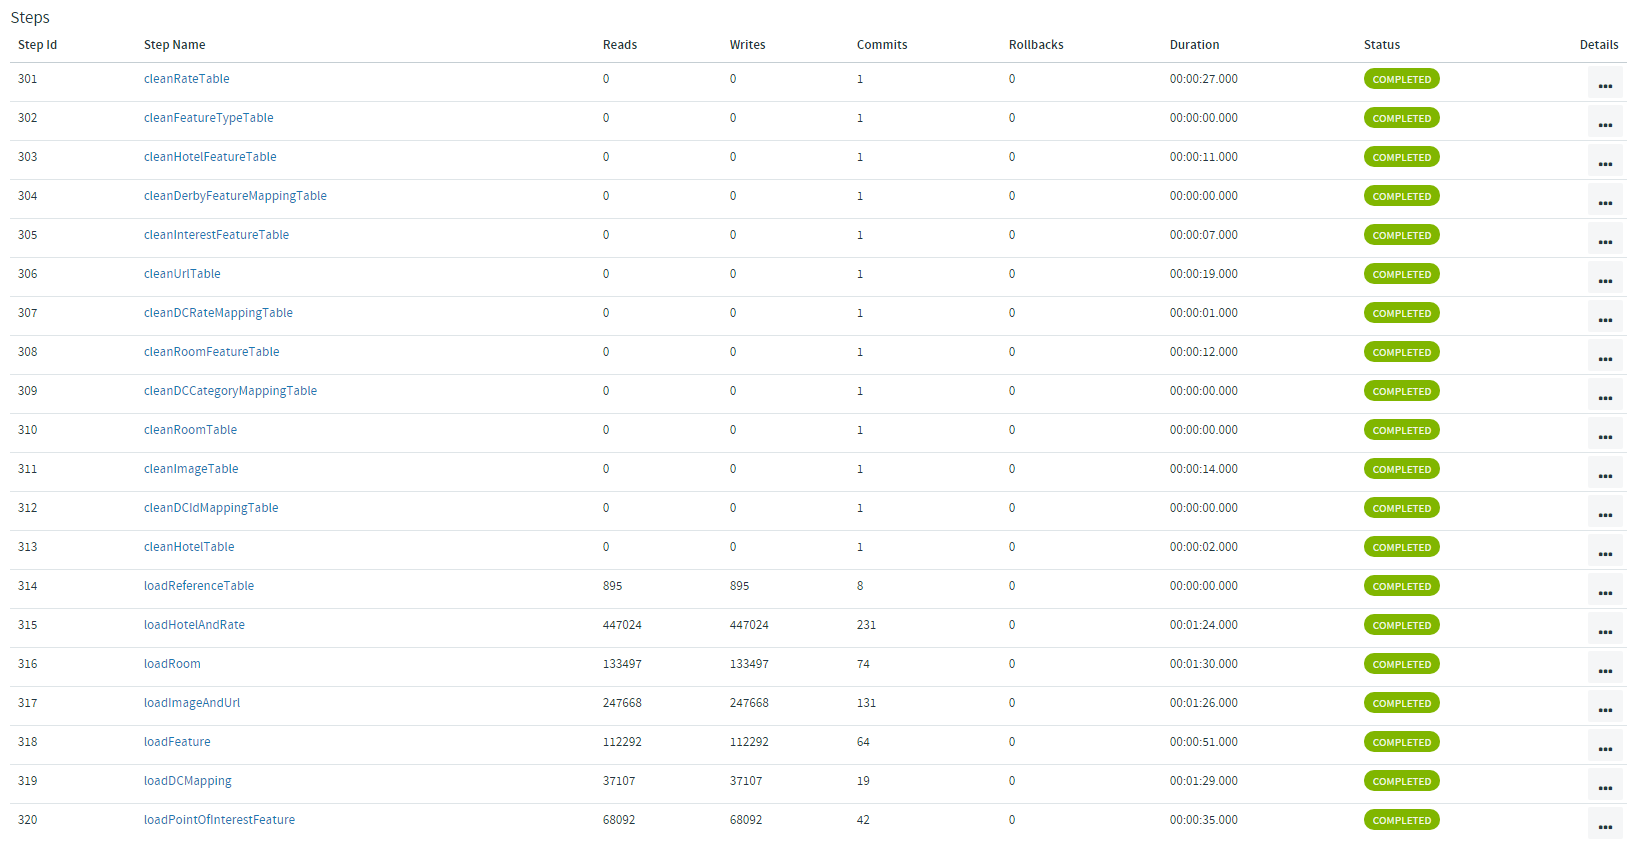 Steps
Step Id Step Name Reads Writes Commits Rollbacks Duration Status Details
301 cleanRateTable 0 0 1 0 00:00:27.000 COMPLETED ...
302 cleanFeatureTypeTable 0 0 1 0 00:00:00.000 COMPLETED ...
303 cleanHotelFeatureTable 0 0 1 0 00:00:11.000 COMPLETED ...
304 cleanDerbyFeatureMappingTable 0 0 1 0 00:00:00.000 COMPLETED ...
305 cleanInterestFeatureTable 0 0 1 0 00:00:07.000 COMPLETED ...
306 cleanUrlTable 0 0 1 0 00:00:19.000 COMPLETED ...
307 cleanDCRateMappingTable 0 0 1 0 00:00:01.000 COMPLETED ...
308 cleanRoomFeatureTable 0 0 1 0 00:00:12.000 COMPLETED ...
309 cleanDCCategoryMappingTable 0 0 1 0 00:00:00.000 COMPLETED ...
310 cleanRoomTable 0 0 1 0 00:00:00.000 COMPLETED ...
311 cleanImageTable 0 0 1 0 00:00:14.000 COMPLETED ...
312 cleanDCIdMappingTable 0 0 1 0 00:00:00.000 COMPLETED ...
313 cleanHotelTable 0 0 1 0 00:00:02.000 COMPLETED ...
314 loadReferenceTable 895 895 8 0 00:00:00.000 COMPLETED ...
315 loadHotelAndRate 447024 447024 231 0 00:01:24.000 COMPLETED ...
316 loadRoom 133497 133497 74 0 00:01:30.000 COMPLETED ...
317 loadImageAndUrl 247668 247668 131 0 00:01:26.000 COMPLETED ...
318 loadFeature 112292 112292 64 0 00:00:51.000 COMPLETED ...
319 loadDCMapping 37107 37107 19 0 00:01:29.000 COMPLETED ...
320 loadPointOfInterestFeature 68092 68092 42 0 00:00:35.000 COMPLETED ...